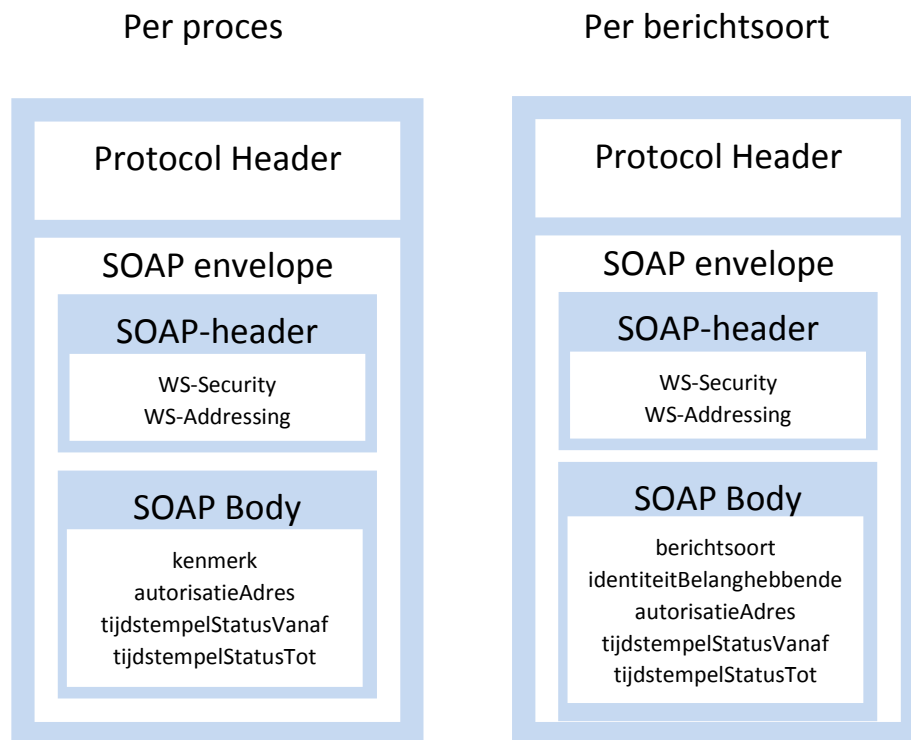 Per proces
Protocol Header
SOAP envelope
SOAP-header
WS-Security
WS-Addressing
SOAP Body
kenmerk
autorisatieAdres
tijdstempelStatusVanaf
tijdstempelStatusTot
Per berichtsoort
Protocol Header
SOAP envelope
SOAP-header
WS-Security
WS-Addressing
SOAP Body
berichtsoort
identiteitBelanghebbende
autorisatieAdres
tijdstempelStatusVanaf
tijdstempelStatusTot